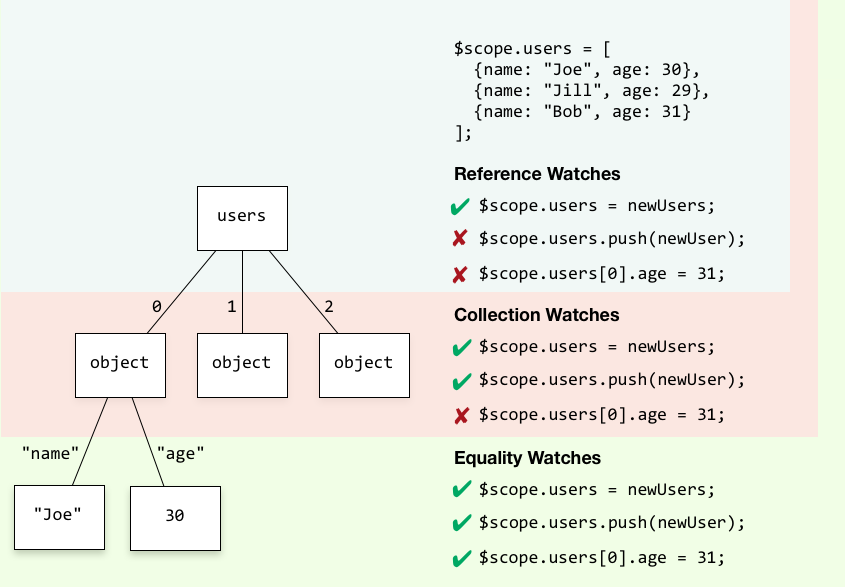 $scope.users = [
{name: "Joe", age: 30},
{name: "Jill", age: 29},
{name: "Bob", age: 31}
];
Reference Watches
✔ $scope.users = newUsers;
✘ $scope.users.push(newUser);
✘ $scope.users[0].age = 31;
Collection Watches
✔ $scope.users = newUsers;
✔ $scope.users.push(newUser);
✘ $scope.users[0].age = 31;
Equality Watches
✔ $scope.users = newUsers;
✔ $scope.users.push(newUser);
✔ $scope.users[0].age = 31;
users
0 1 2
object object object
"name" "age"
"Joe" 30